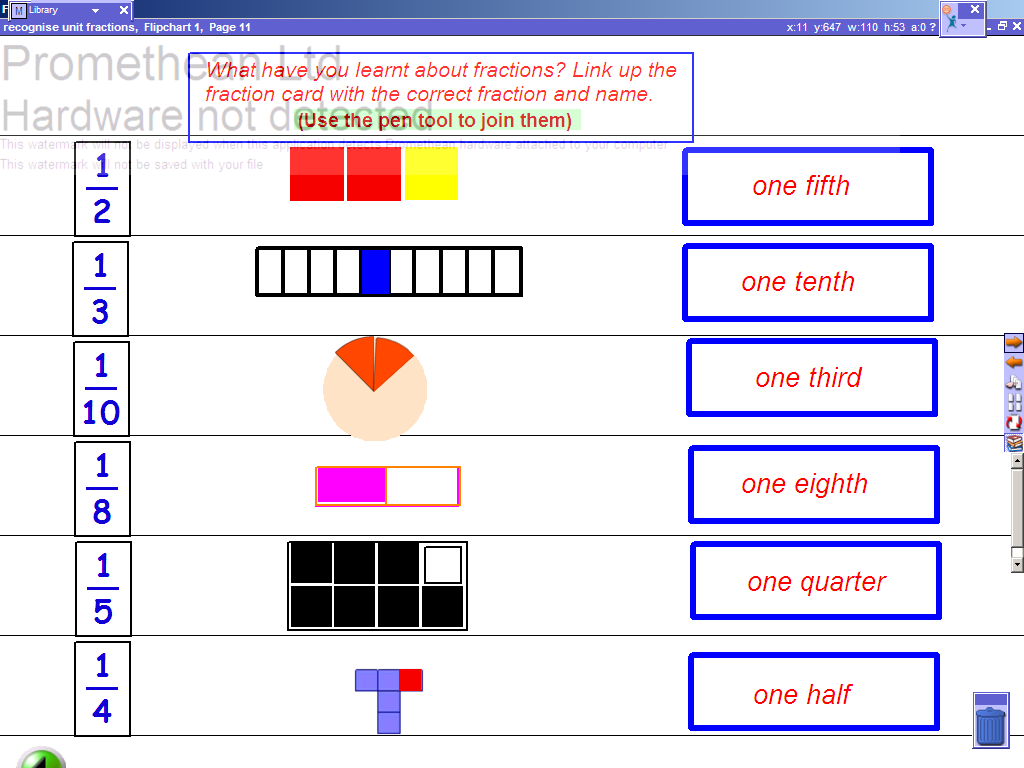 F
M Library
recognise unit fractions, Flipchart 1, Page 11
x:11 y:647 w:110 h:53 a:0 ?
Promethean Ltd
Hardware not detected
This watermark will not be displayed when this application detects Promethean hardware attached to your computer
This watermark will not be saved with your file
What have you learnt about fractions? Link up the
fraction card with the correct fraction and name.
(Use the pen tool to join them)
1
2
one fifth
1
3
one tenth
1
10
one third
1
8
one eighth
1
5
one quarter
1
4
one half